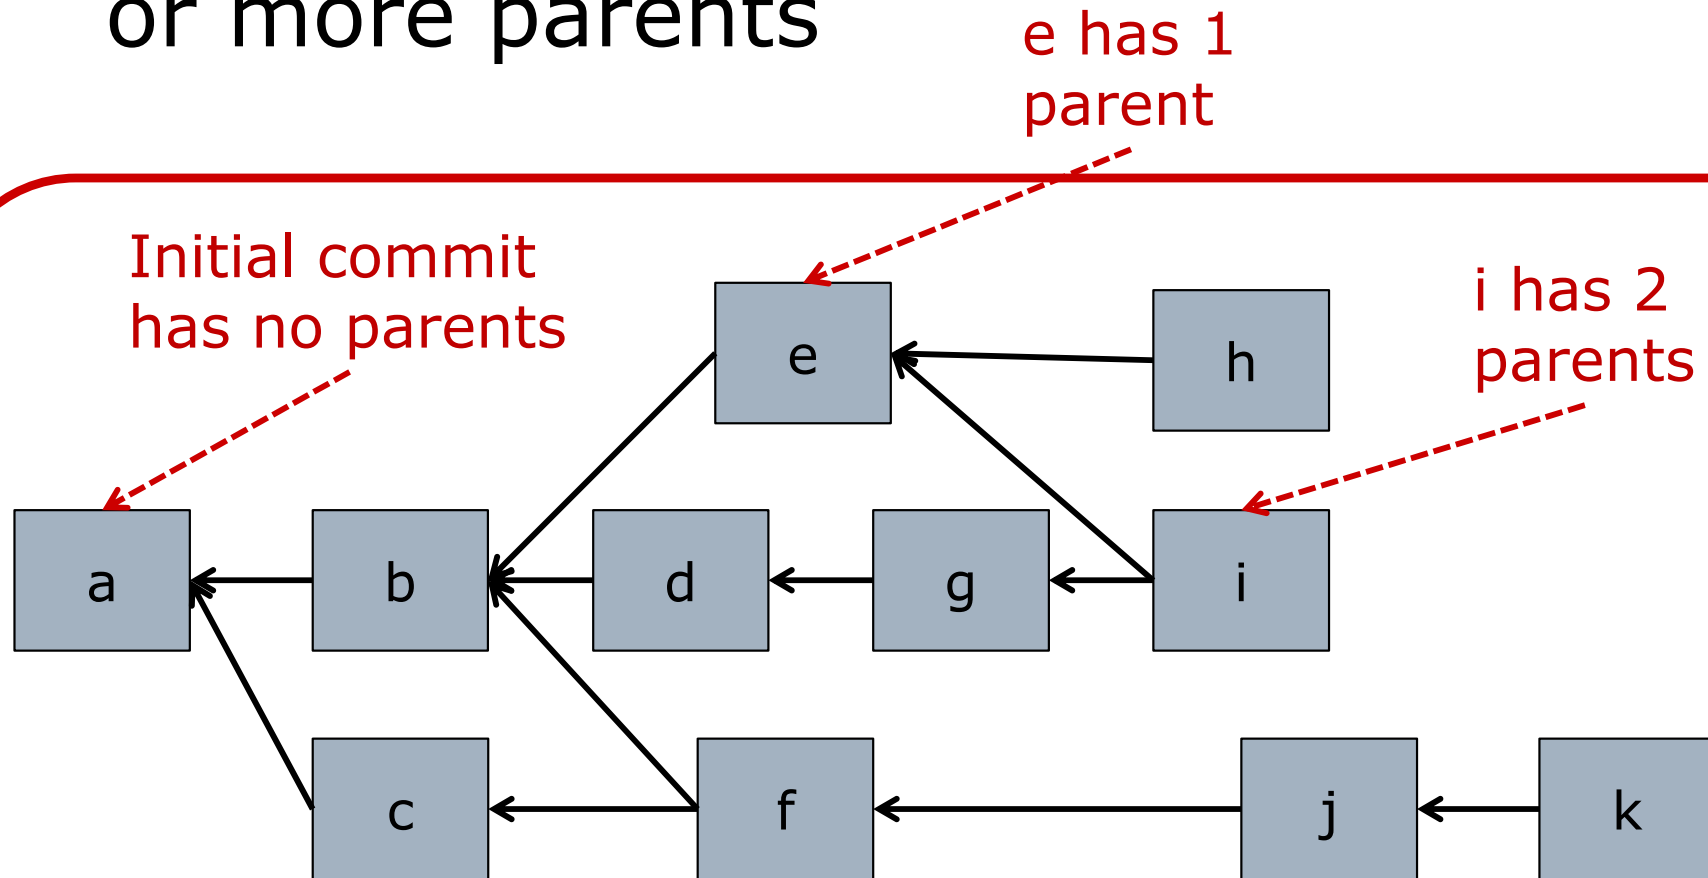 or more parents
e has 1
parent
Initial commit
has no parents
i has 2
parents
e
h
a
b
d
g
i
c
f
j
k